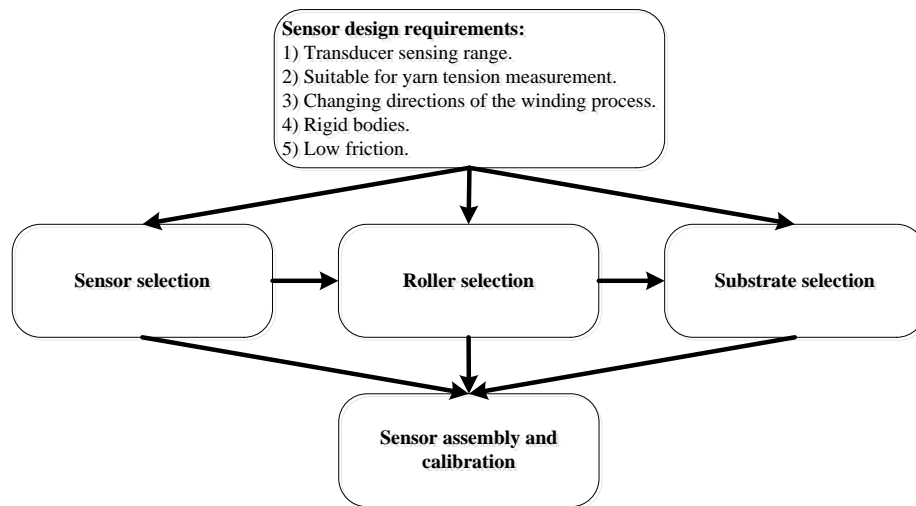 Sensor design requirements:
1) Transducer sensing range.
2) Suitable for yarn tension measurement.
3) Changing directions of the winding process.
4) Rigid bodies.
5) Low friction.
Sensor selection
Roller selection
Substrate selection
Sensor assembly and
calibration